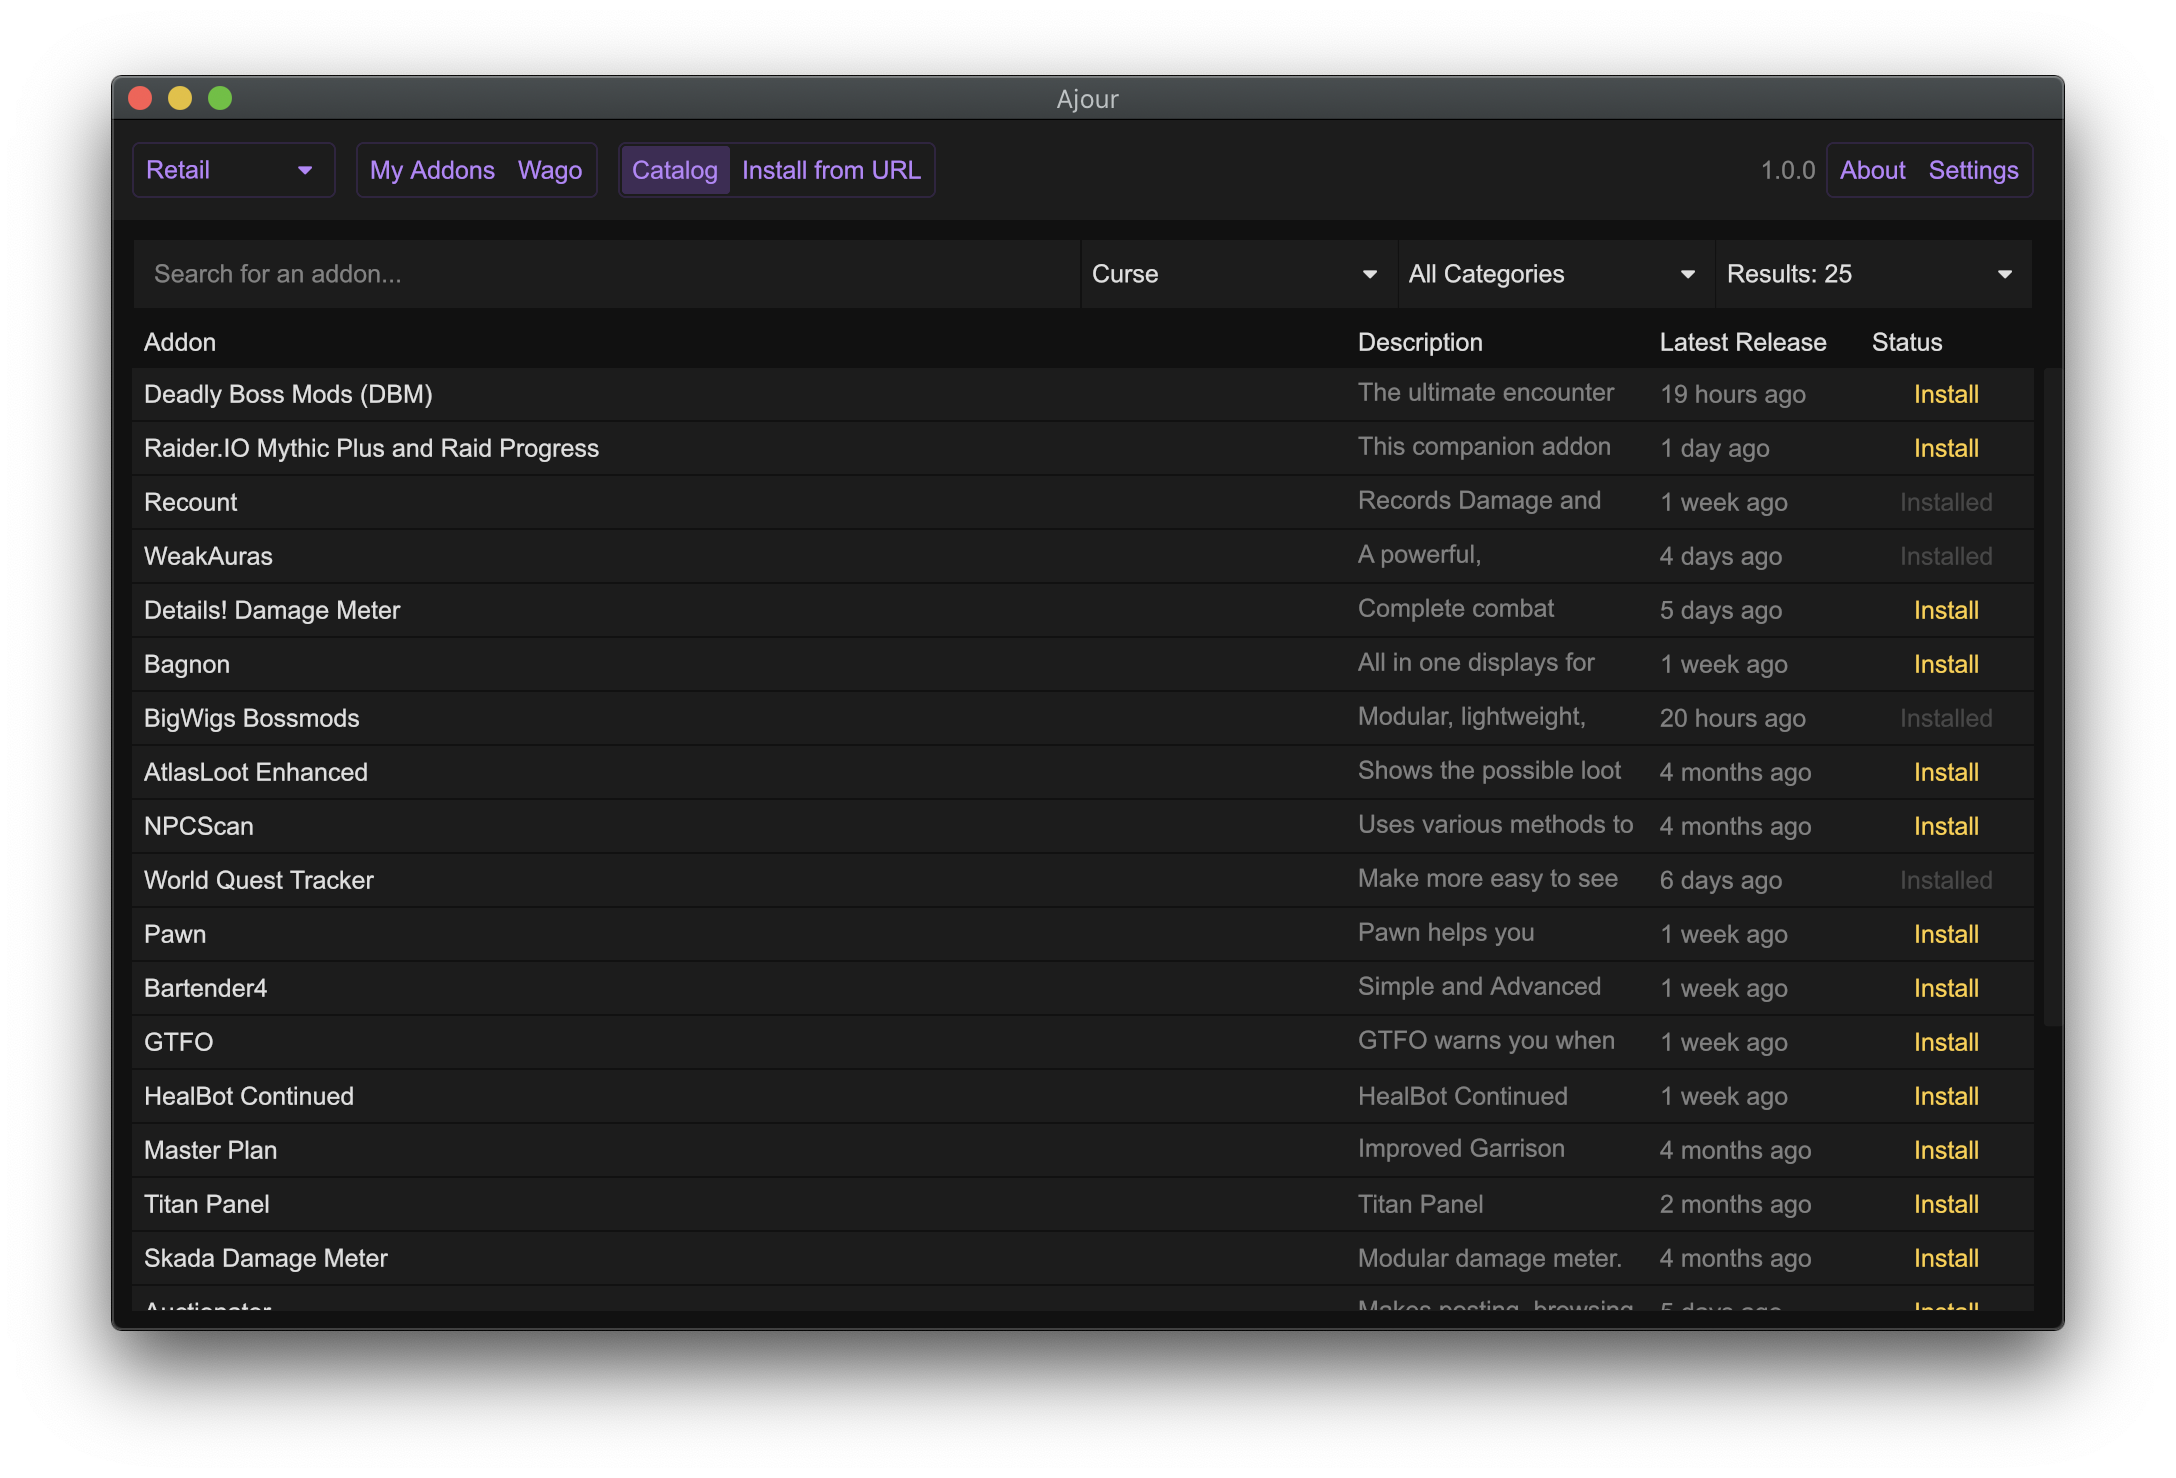 Ajour
Retail My Addons Wago Catalog Install from URL 1.0.0 About Settings
Search for an addon... Curse All Categories Results: 25
Addon Description Latest Release Status
Deadly Boss Mods (DBM) The ultimate encounter 19 hours ago Install
Raider.IO Mythic Plus and Raid Progress This companion addon 1 day ago Install
Recount Records Damage and 1 week ago Installed
WeakAuras A powerful, 4 days ago Installed
Details! Damage Meter Complete combat 5 days ago Install
Bagnon All in one displays for 1 week ago Install
BigWigs Bossmods Modular, lightweight, 20 hours ago Installed
AtlasLoot Enhanced Shows the possible loot 4 months ago Install
NPCScan Uses various methods to 4 months ago Install
World Quest Tracker Make more easy to see 6 days ago Installed
Pawn Pawn helps you 1 week ago Install
Bartender4 Simple and Advanced 1 week ago Install
GTFO GTFO warns you when 1 week ago Install
HealBot Continued HealBot Continued 1 week ago Install
Master Plan Improved Garrison 4 months ago Install
Titan Panel Titan Panel 2 months ago Install
Skada Damage Meter Modular damage meter. 4 months ago Install
Auctionator Makes posting, browsing 5 days ago Install